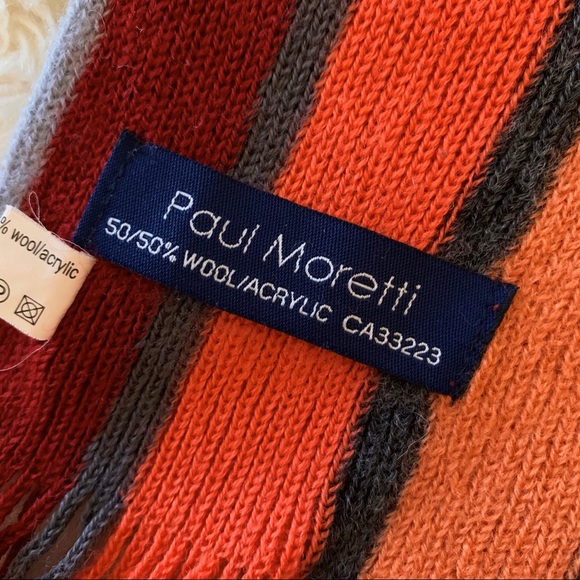 Paul Moretti
50/50% WOOL/ACRYLIC CA33223
% wool/acrylic
P